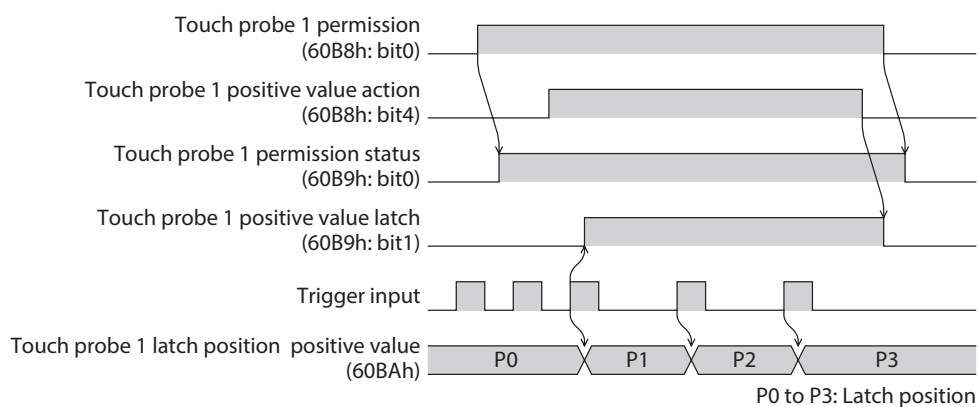 Touch probe 1 permission
(60B8h: bit0)
Touch probe 1 positive value action
(60B8h: bit4)
Touch probe 1 permission status
(60B9h: bit0)
Touch probe 1 positive value latch
(60B9h: bit1)
Trigger input
Touch probe 1 latch position positive value
(60BAh)
P0 P1 P2 P3
P0 to P3: Latch position